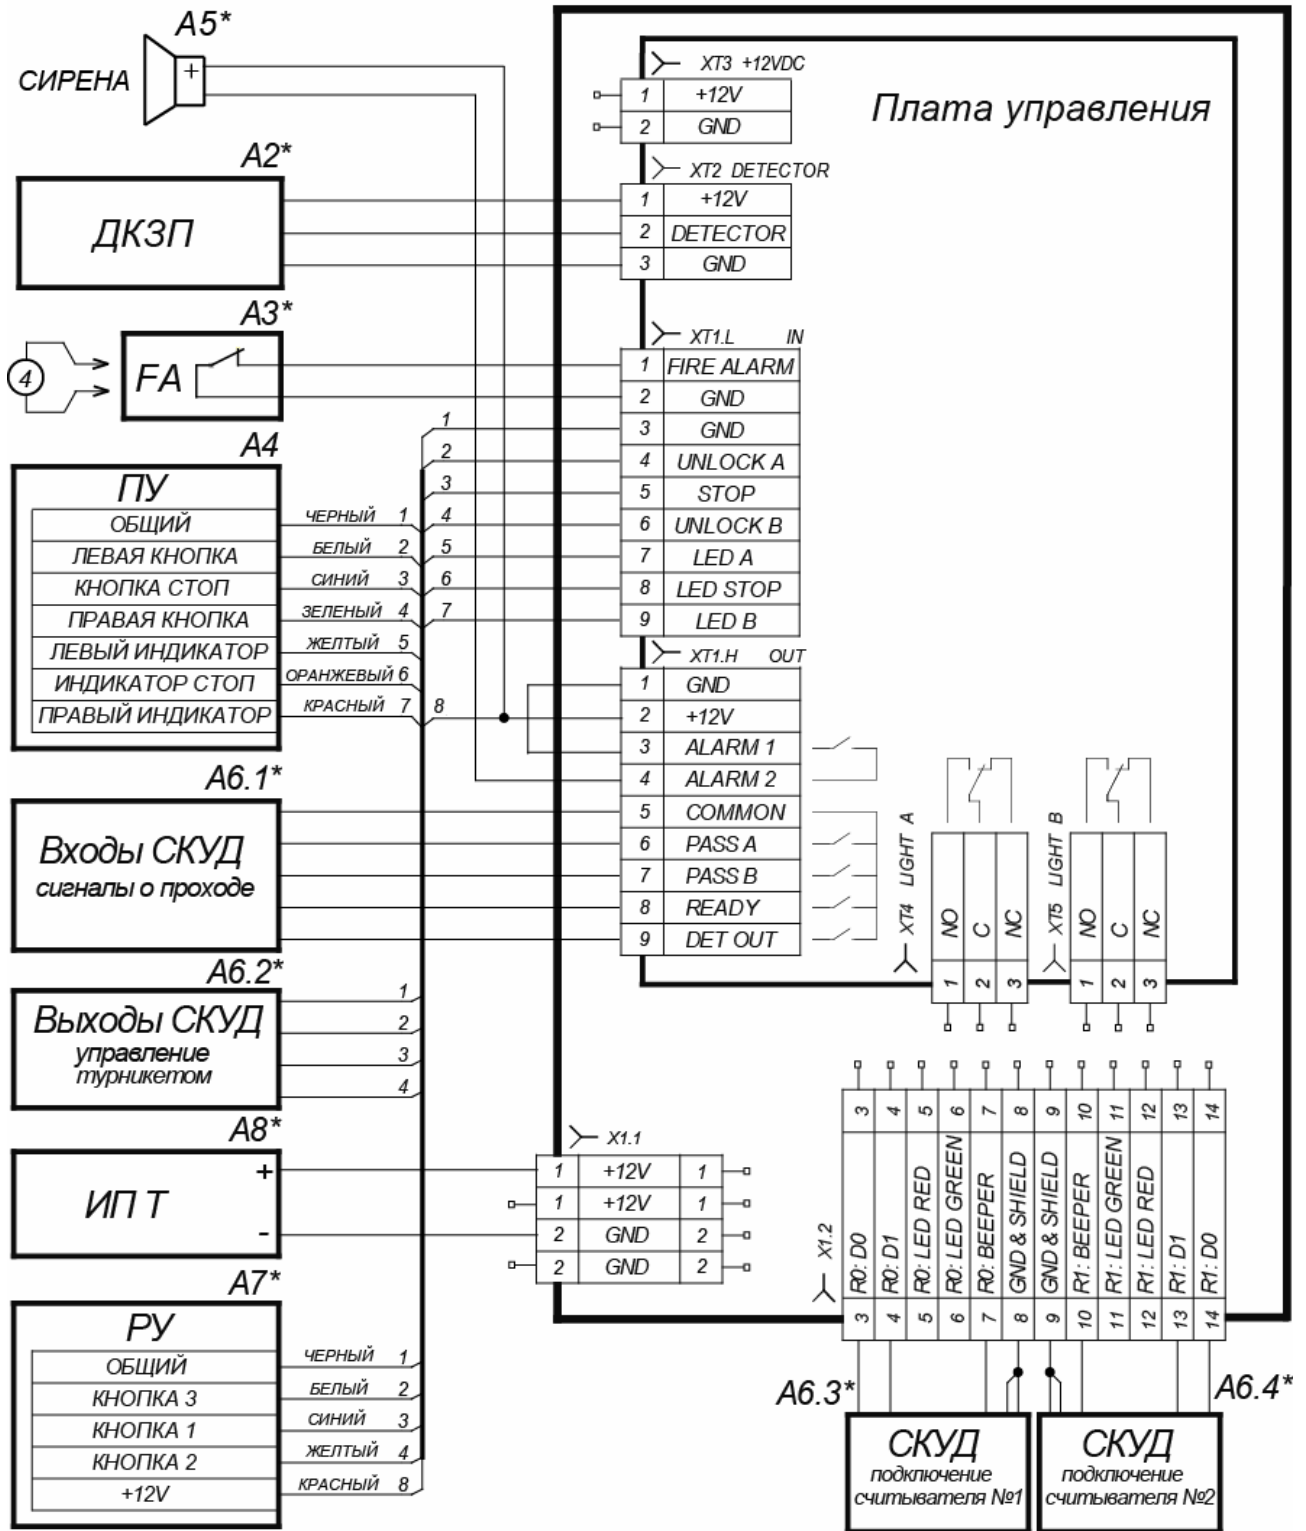 A5*
СИРЕНА
+
A2*
ДКЗП
A3*
4
FA
A4
ПУ
ОБЩИЙ ЧЕРНЫЙ 1
ЛЕВАЯ КНОПКА БЕЛЫЙ 2
КНОПКА СТОП СИНИЙ 3
ПРАВАЯ КНОПКА ЗЕЛЕНЫЙ 4
ЛЕВЫЙ ИНДИКАТОР ЖЕЛТЫЙ 5
ИНДИКАТОР СТОП ОРАНЖЕВЫЙ 6
ПРАВЫЙ ИНДИКАТОР КРАСНЫЙ 7
1
2
3
4
5
6
7
8
A6.1*
Входы СКУД
сигналы о проходе
A6.2*
Выходы СКУД
управление
турникетом
1
2
3
4
A8*
ИП Т
+
-
A7*
РУ
ОБЩИЙ ЧЕРНЫЙ 1
КНОПКА 3 БЕЛЫЙ 2
КНОПКА 1 СИНИЙ 3
КНОПКА 2 ЖЕЛТЫЙ 4
+12V КРАСНЫЙ 8
Плата управления
XT3 +12VDC
1 +12V
2 GND
XT2 DETECTOR
1 +12V
2 DETECTOR
3 GND
XT1.L IN
1 FIRE ALARM
2 GND
3 GND
4 UNLOCK A
5 STOP
6 UNLOCK B
7 LED A
8 LED STOP
9 LED B
XT1.H OUT
1 GND
2 +12V
3 ALARM 1
4 ALARM 2
5 COMMON
6 PASS A
7 PASS B
8 READY
9 DET OUT
XT4 LIGHT A
1 NO
2 C
3 NC
XT5 LIGHT B
1 NO
2 C
3 NC
X1.1
1 +12V 1
1 +12V 1
2 GND 2
2 GND 2
X1.2
3 R0: D0 3
4 R0: D1 4
5 R0: LED RED 5
6 R0: LED GREEN 6
7 R0: BEEPER 7
8 GND & SHIELD 8
9 GND & SHIELD 9
10 R1: BEEPER 10
11 R1: LED GREEN 11
12 R1: LED RED 12
13 R1: D1 13
14 R1: D0 14
A6.3*
СКУД
подключение
считывателя №1
A6.4*
СКУД
подключение
считывателя №2